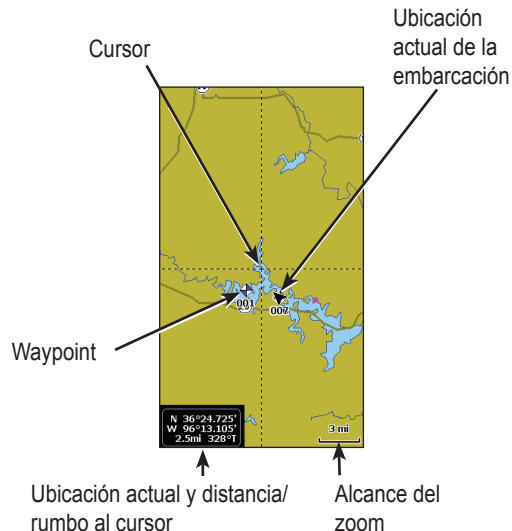 Ubicación
actual de la
embarcación
Cursor
001
007
Waypoint
N 36°24.725'
W 96°13.105'
2.5mi 328°T
3 mi
Ubicación actual y distancia/
rumbo al cursor
Alcance del
zoom